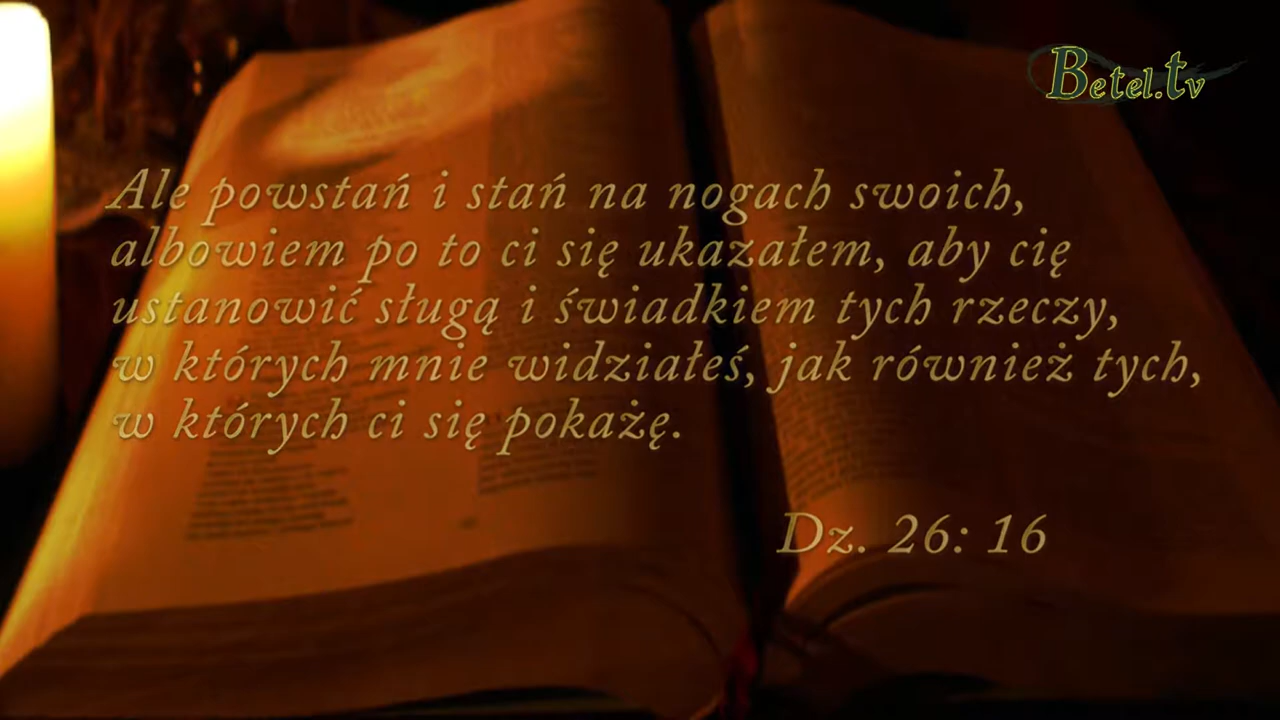 Betel.tv
Ale powstań i stań na nogach swoich,
albowiem po to ci się ukazałem, aby cię
ustanowić sługą i świadkiem tych rzeczy,
w których mnie widziałeś, jak również tych,
w których ci się pokażę.
Dz. 26: 16